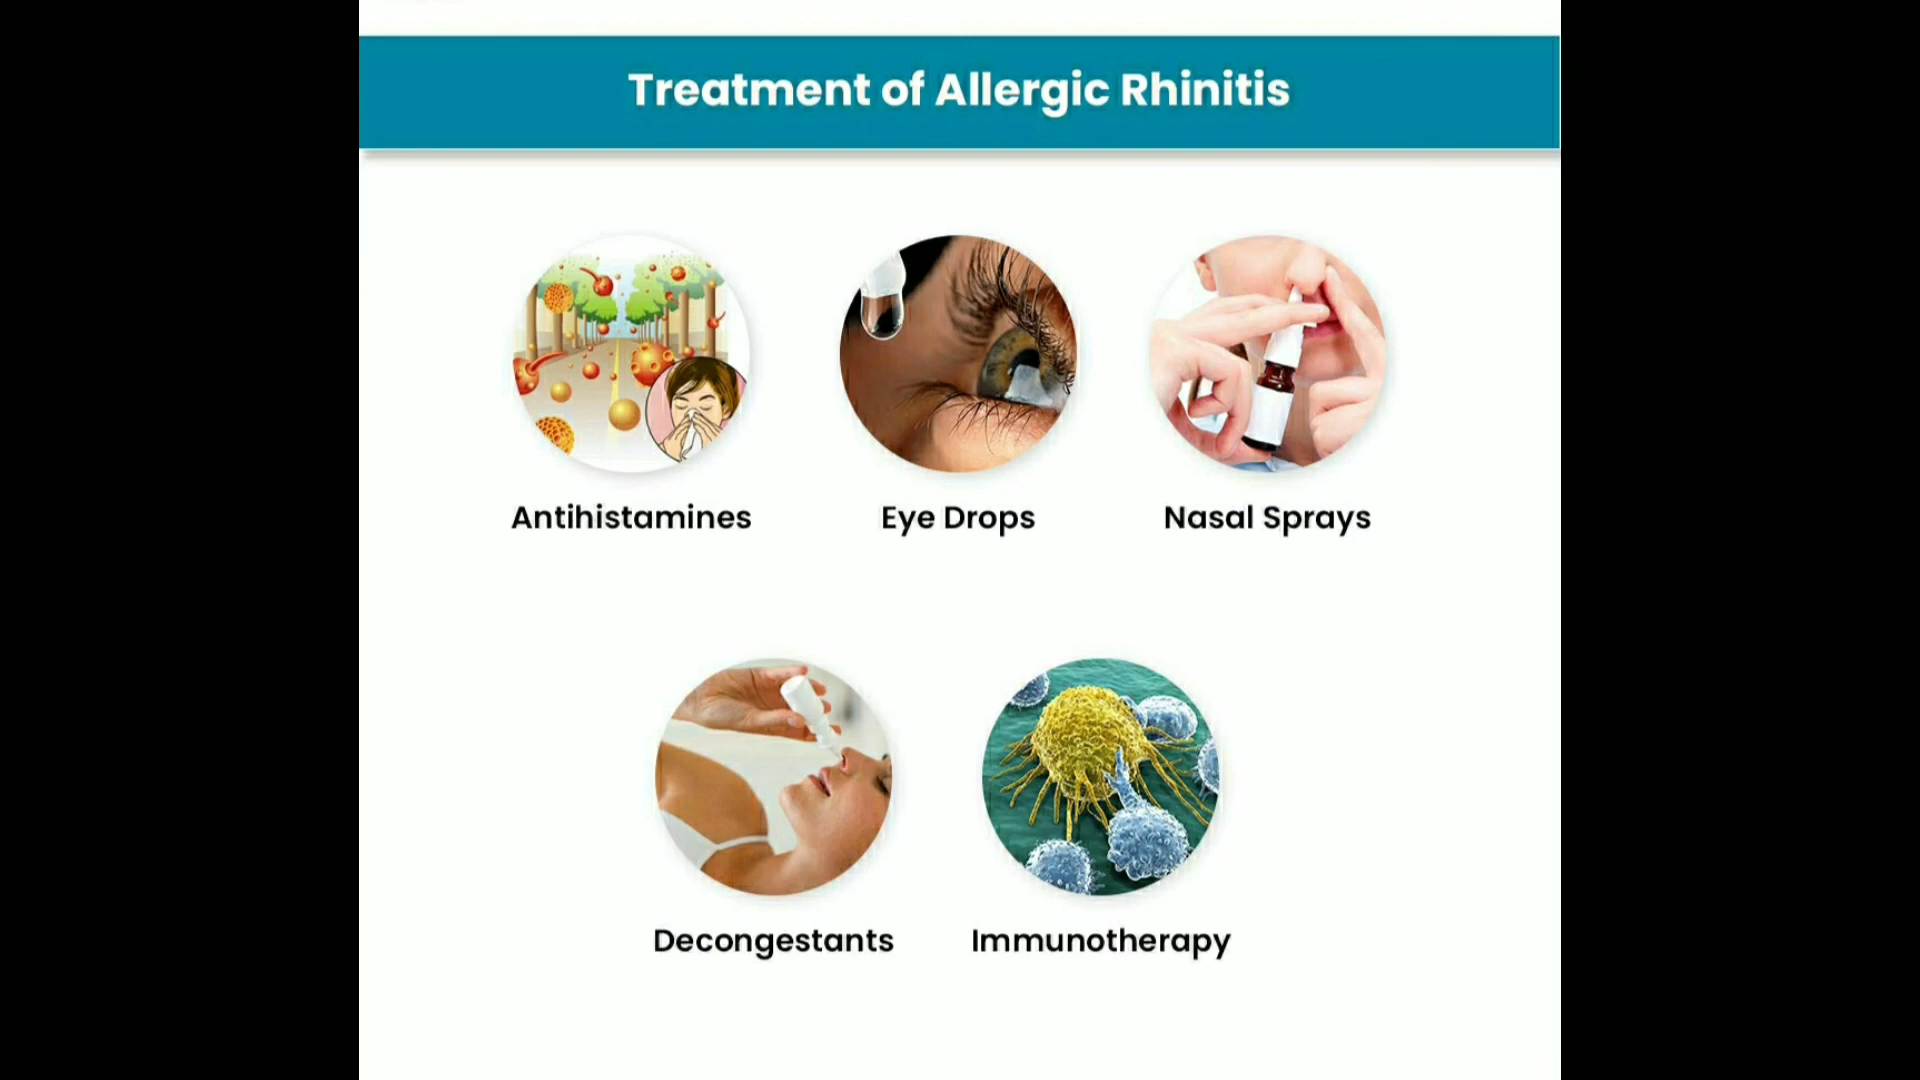 Treatment of Allergic Rhinitis
Antihistamines
Eye Drops
Nasal Sprays
Decongestants
Immunotherapy